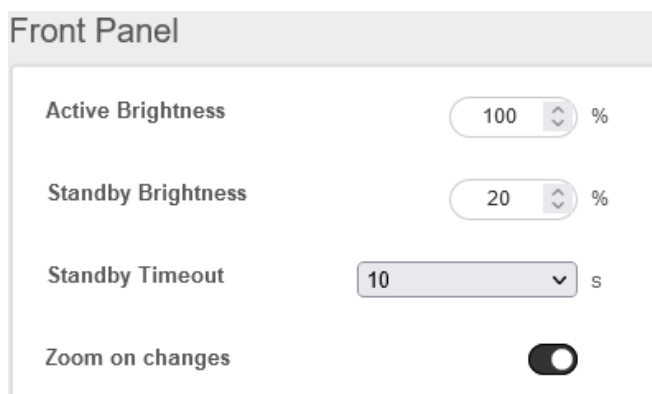 Front Panel
Active Brightness 100 %
Standby Brightness 20 %
Standby Timeout 10 s
Zoom on changes